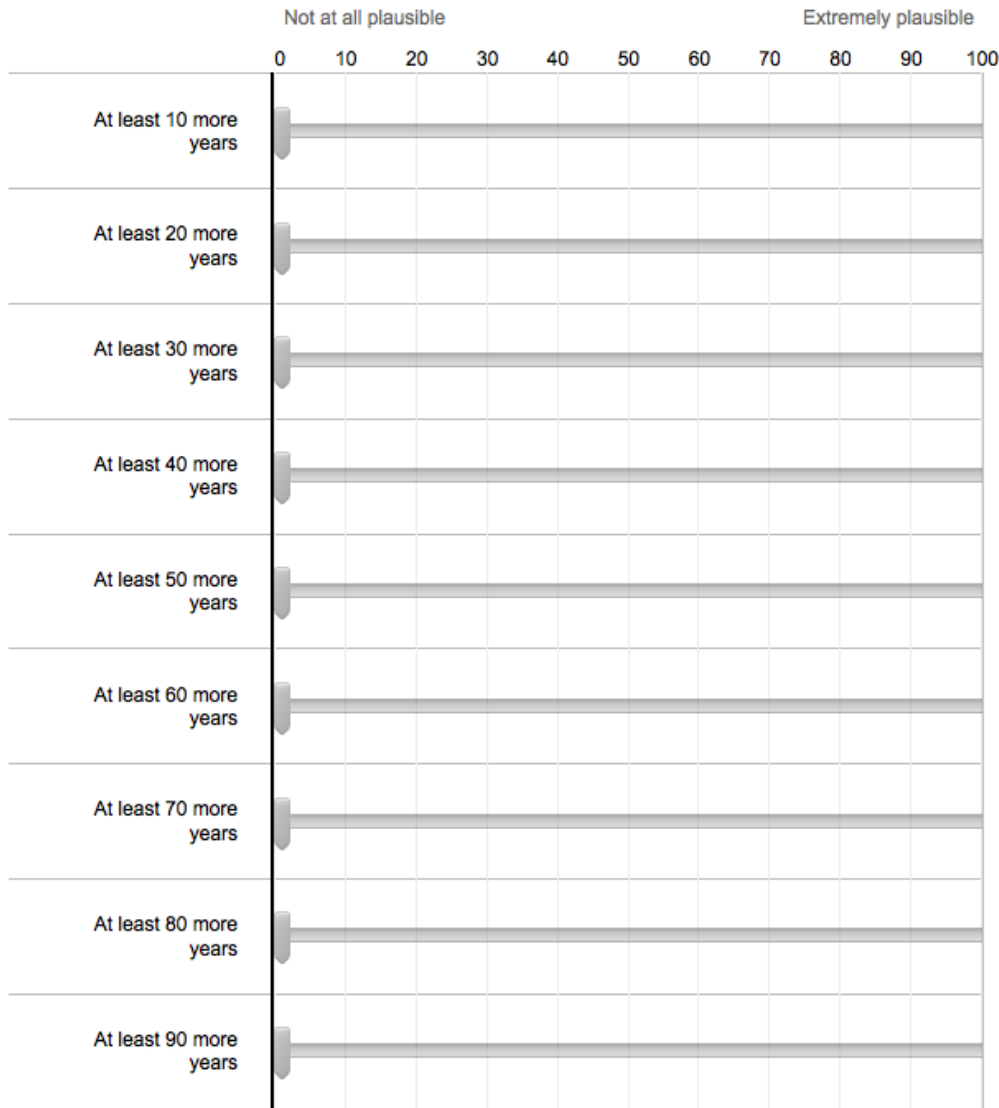 Not at all plausible Extremely plausible
0 10 20 30 40 50 60 70 80 90 100
At least 10 more
years
At least 20 more
years
At least 30 more
years
At least 40 more
years
At least 50 more
years
At least 60 more
years
At least 70 more
years
At least 80 more
years
At least 90 more
years